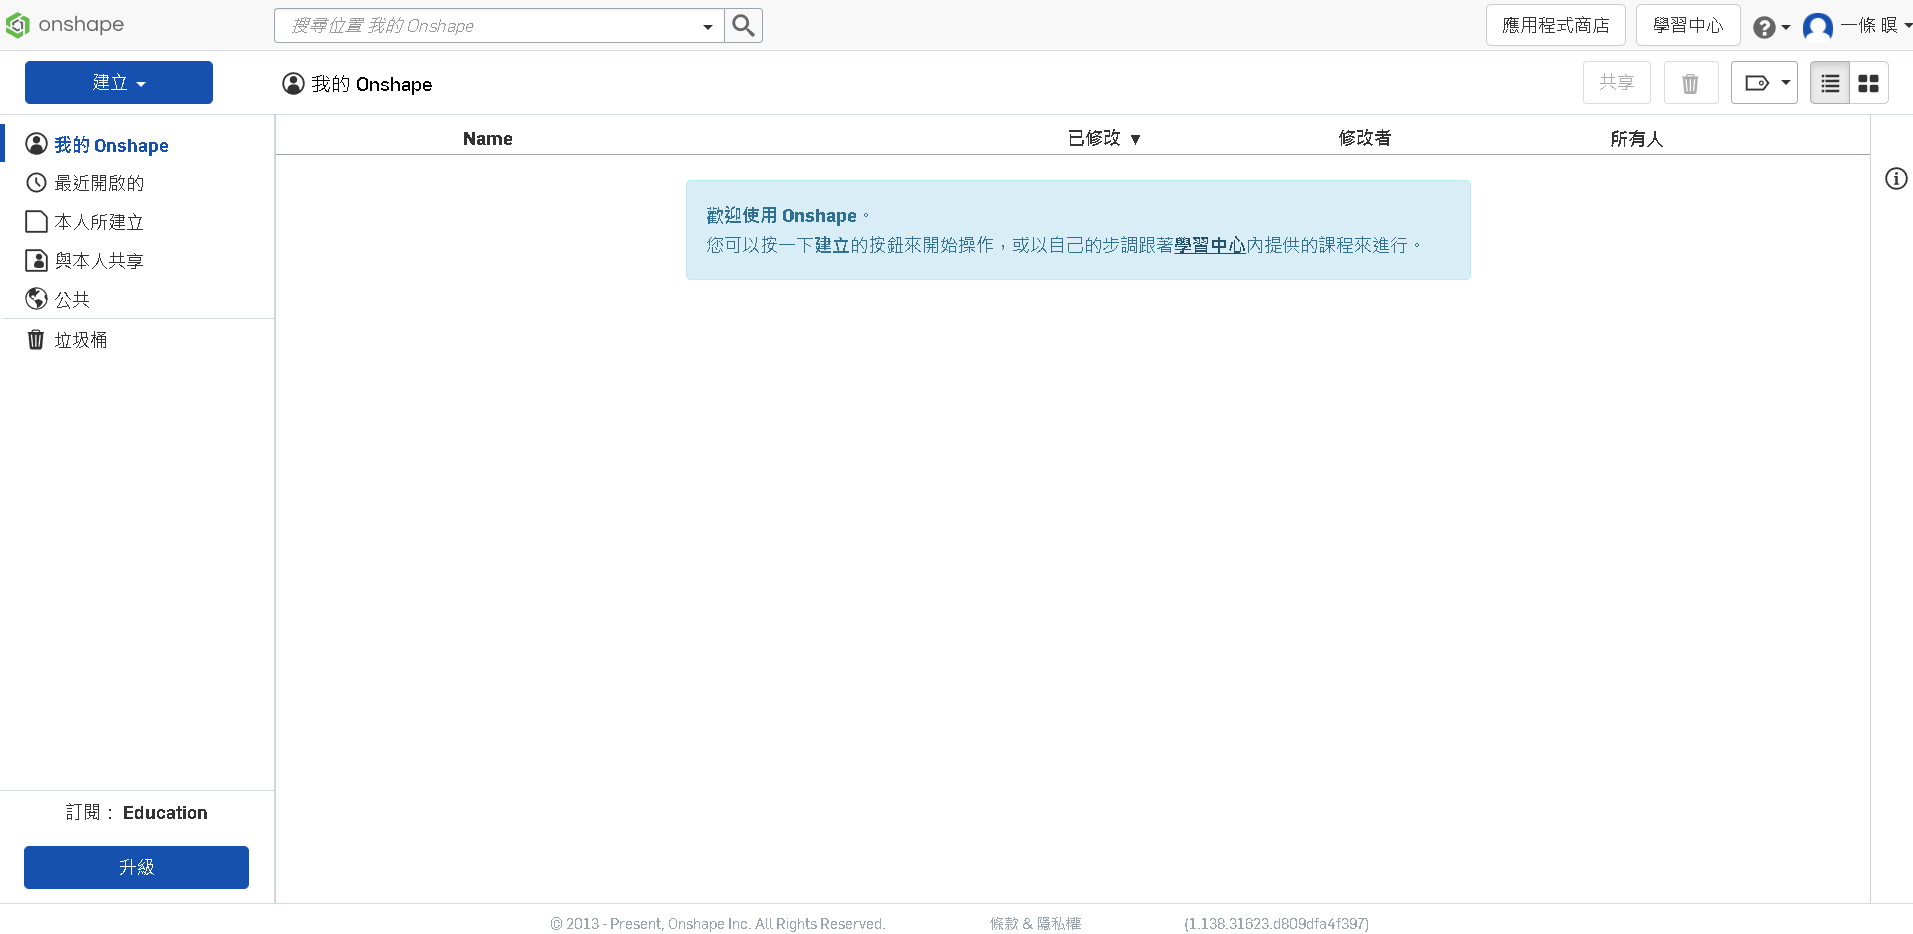 onshape
搜尋位置 我的 Onshape
應用程式商店
學習中心
一條 暝
建立
我的 Onshape
共享
我的 Onshape
最近開啟的
本人所建立
與本人共享
公共
垃圾桶
Name
已修改 ▼
修改者
所有人
歡迎使用 Onshape。
您可以按一下建立的按鈕來開始操作，或以自己的步調跟著學習中心內提供的課程來進行。
訂閱： Education
升級
© 2013 - Present, Onshape Inc. All Rights Reserved.
條款 & 隱私權
(1.138.31623.d809dfa4f397)